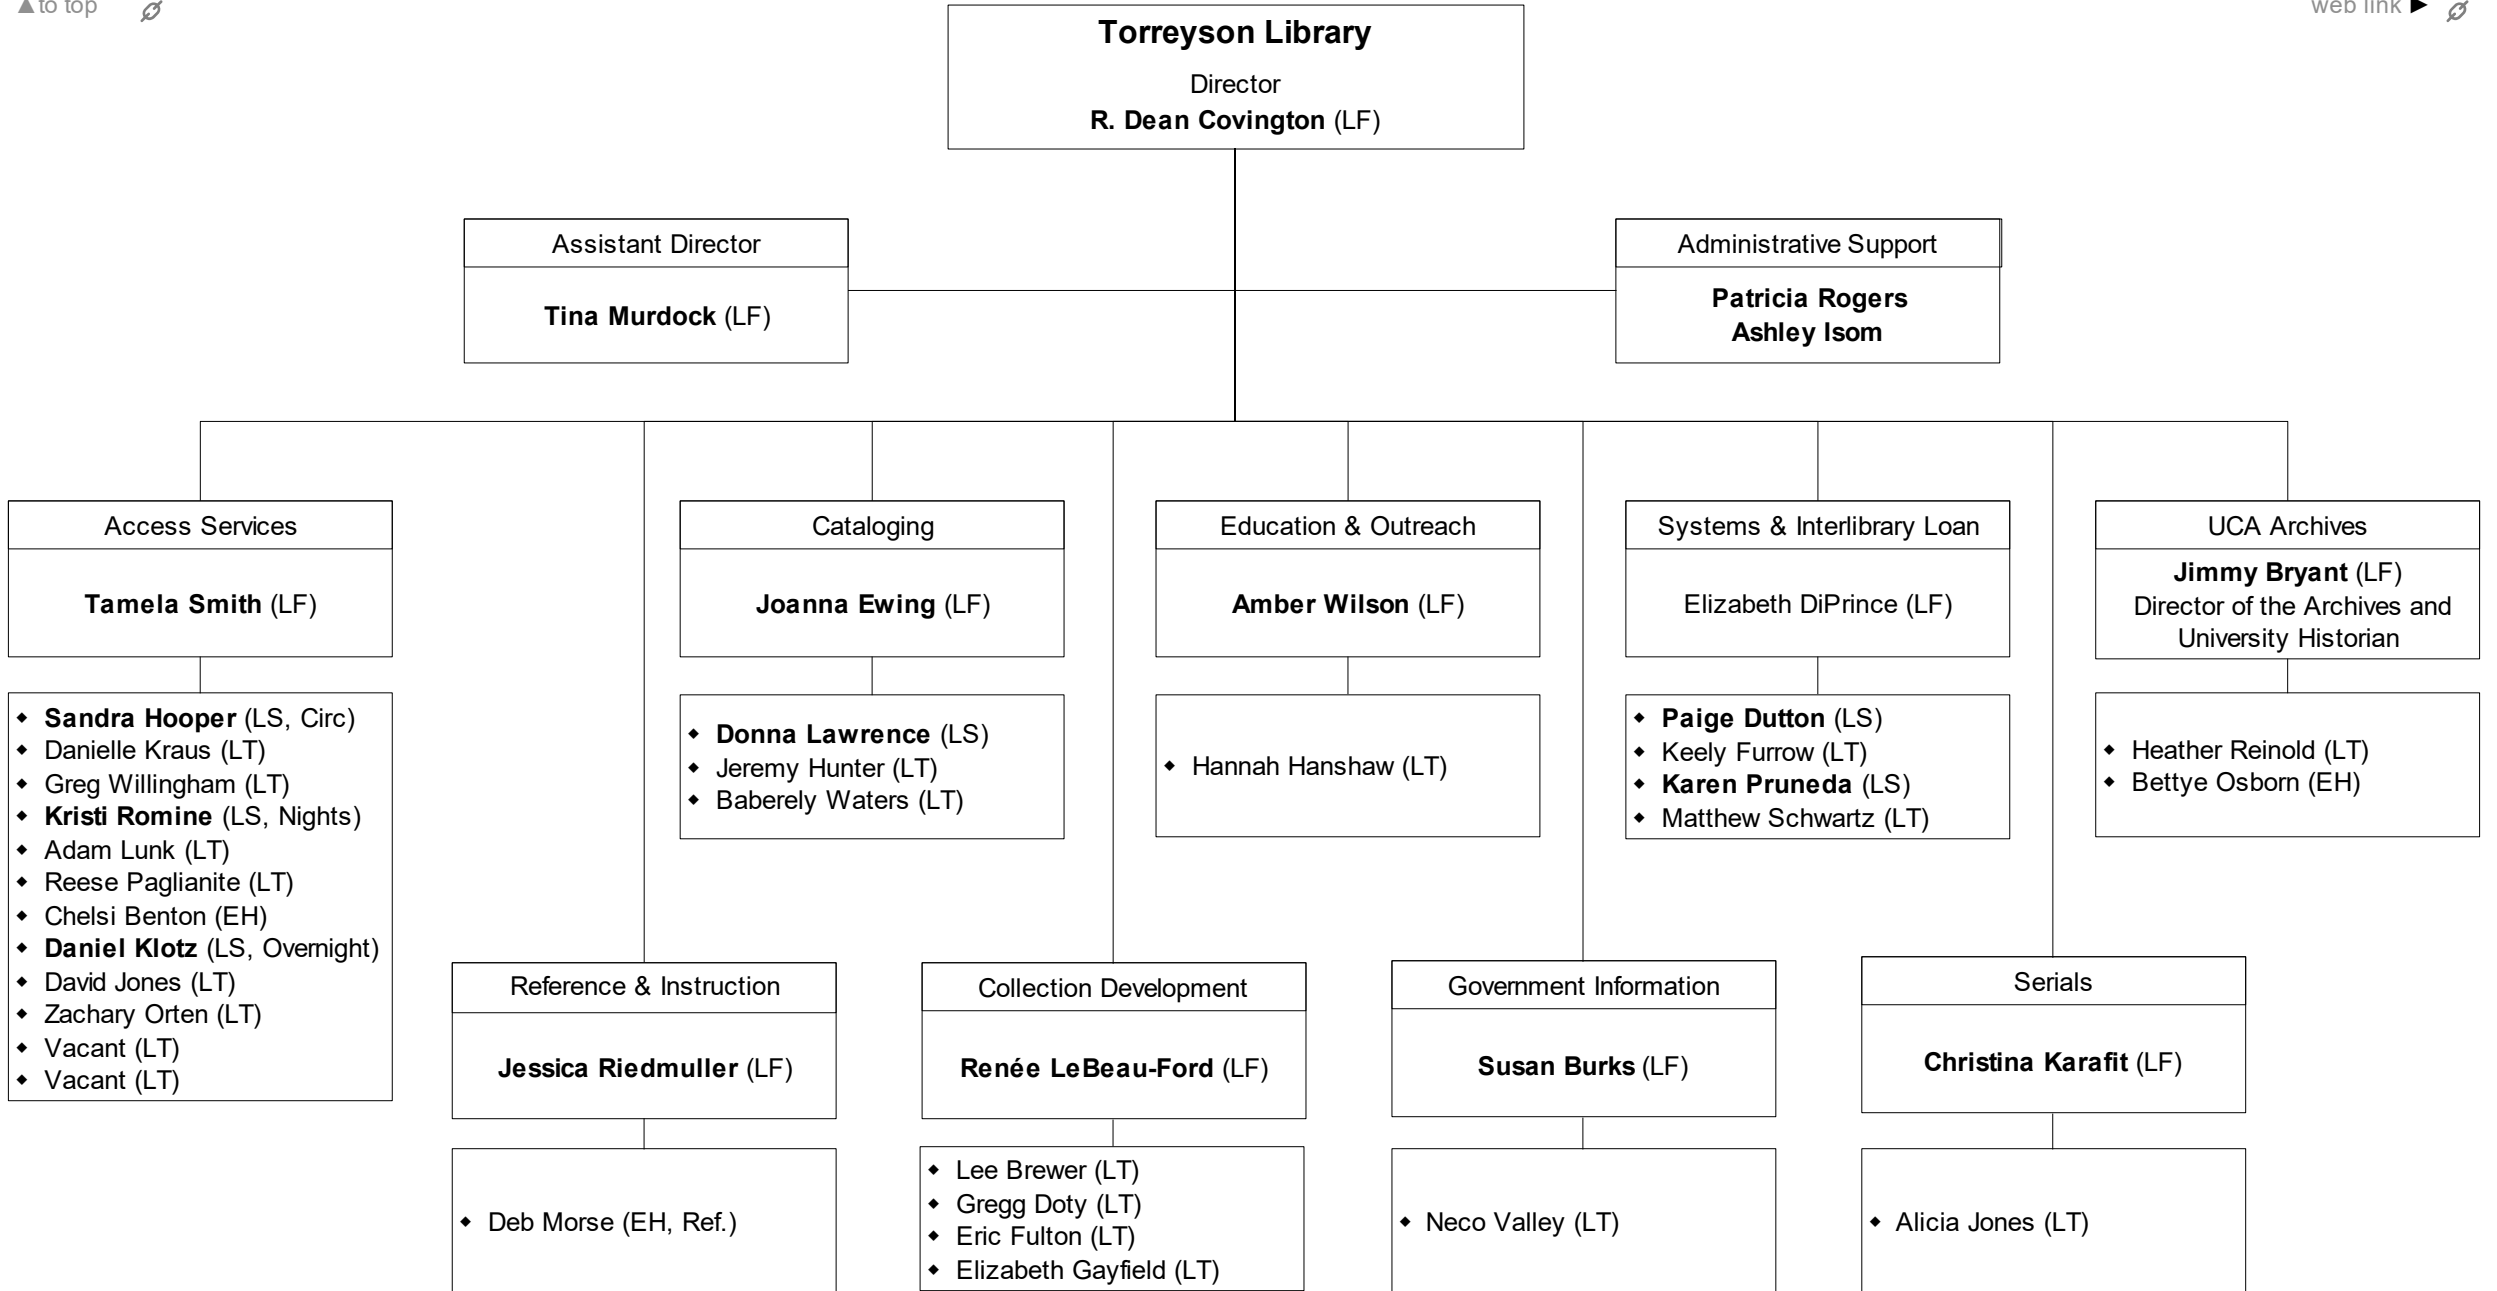 ▲to top
web link ►
Torreyson Library
Director
R. Dean Covington (LF)
Assistant Director
Tina Murdock (LF)
Administrative Support
Patricia Rogers
Ashley Isom
Access Services
Tamela Smith (LF)
◆ Sandra Hooper (LS, Circ)
◆ Danielle Kraus (LT)
◆ Greg Willingham (LT)
◆ Kristi Romine (LS, Nights)
◆ Adam Lunk (LT)
◆ Reese Paglianite (LT)
◆ Chelsi Benton (EH)
◆ Daniel Klotz (LS, Overnight)
◆ David Jones (LT)
◆ Zachary Orten (LT)
◆ Vacant (LT)
◆ Vacant (LT)
Cataloging
Joanna Ewing (LF)
◆ Donna Lawrence (LS)
◆ Jeremy Hunter (LT)
◆ Baberely Waters (LT)
Education & Outreach
Amber Wilson (LF)
◆ Hannah Hanshaw (LT)
Systems & Interlibrary Loan
Elizabeth DiPrince (LF)
◆ Paige Dutton (LS)
◆ Keely Furrow (LT)
◆ Karen Pruneda (LS)
◆ Matthew Schwartz (LT)
UCA Archives
Jimmy Bryant (LF)
Director of the Archives and
University Historian
◆ Heather Reinold (LT)
◆ Bettye Osborn (EH)
Reference & Instruction
Jessica Riedmuller (LF)
◆ Deb Morse (EH, Ref.)
Collection Development
Renée LeBeau-Ford (LF)
◆ Lee Brewer (LT)
◆ Gregg Doty (LT)
◆ Eric Fulton (LT)
◆ Elizabeth Gayfield (LT)
Government Information
Susan Burks (LF)
◆ Neco Valley (LT)
Serials
Christina Karafit (LF)
◆ Alicia Jones (LT)